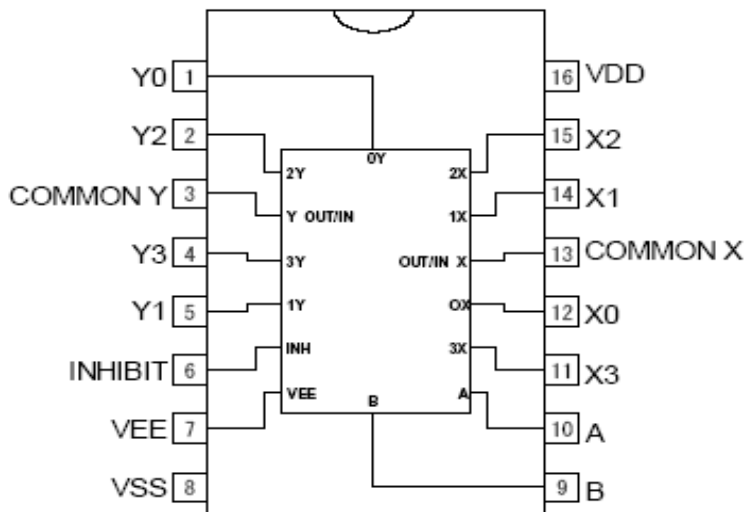 Y0 1
Y2 2
COMMON Y 3
Y3 4
Y1 5
INHIBIT 6
VEE 7
VSS 8
0Y
2Y
Y OUT/IN
3Y
1Y
INH
VEE
B
2X
1X
OUT/IN X
OX
3X
A
16 VDD
15 X2
14 X1
13 COMMON X
12 X0
11 X3
10 A
9 B